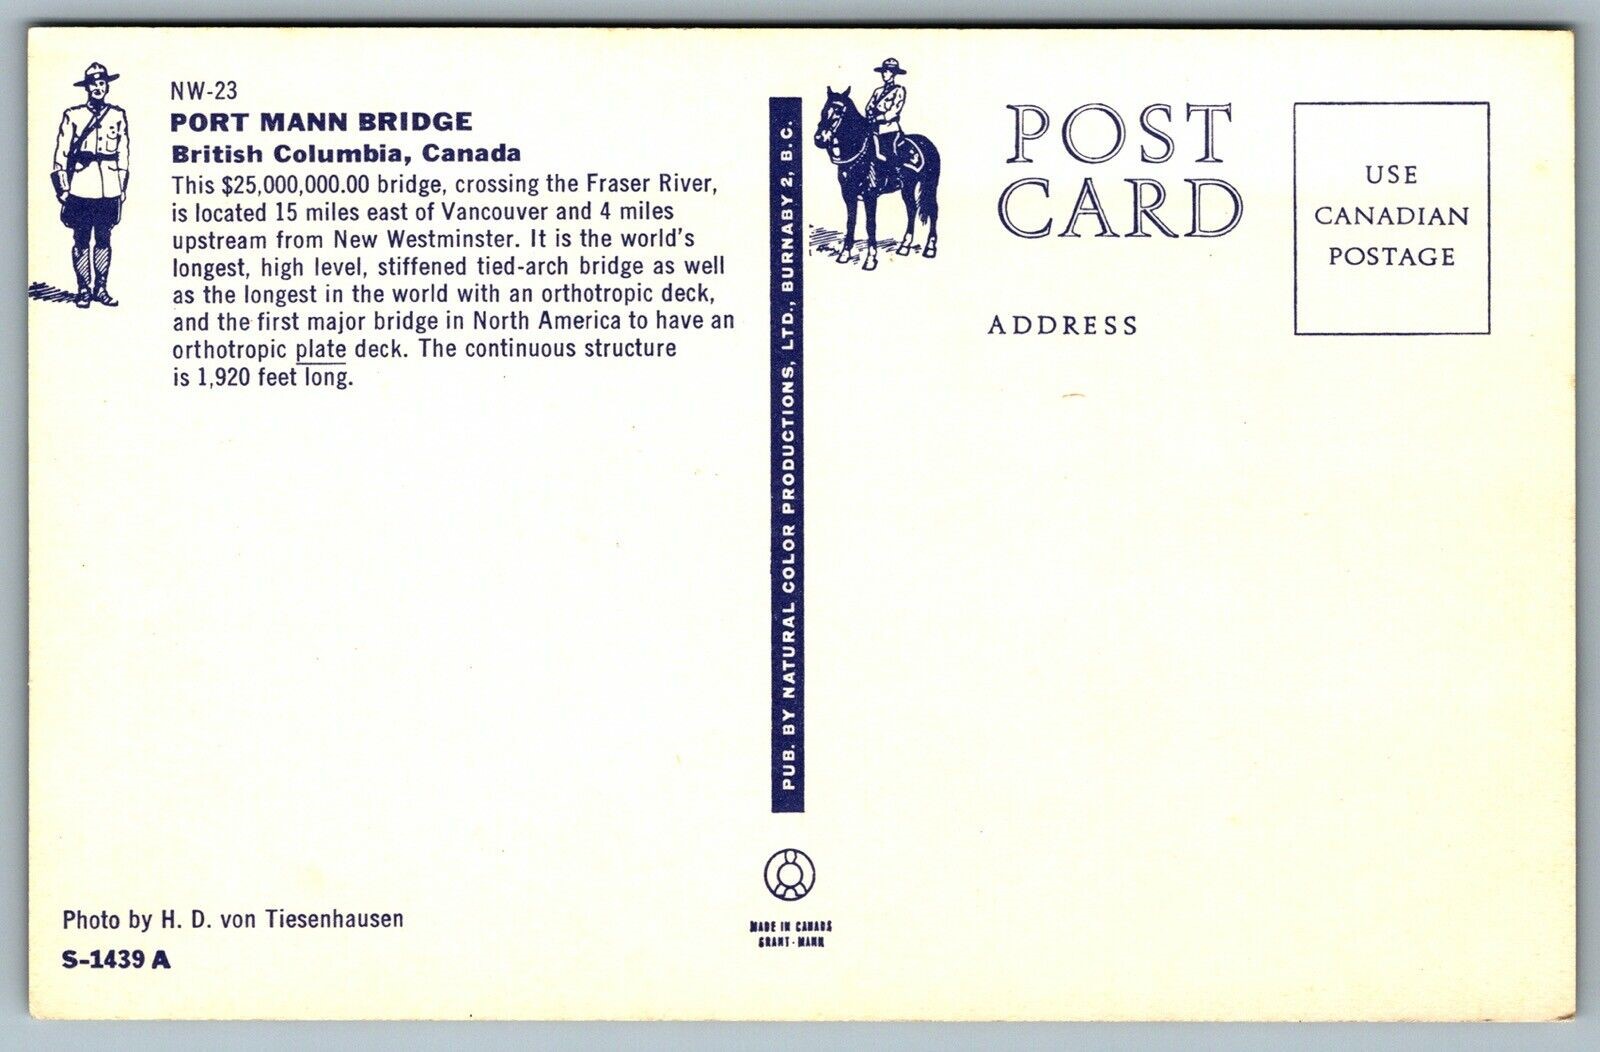 NW-23
PORT MANN BRIDGE
British Columbia, Canada
This $25,000,000.00 bridge, crossing the Fraser River,
is located 15 miles east of Vancouver and 4 miles
upstream from New Westminster. It is the world's
longest, high level, stiffened tied-arch bridge as well
as the longest in the world with an orthotropic deck,
and the first major bridge in North America to have an
orthotropic plate deck. The continuous structure
is 1,920 feet long.
Photo by H. D. von Tiesenhausen
S-1439 A
PUB. BY NATURAL COLOR PRODUCTIONS, LTD., BURNABY 2, B.C.
MADE IN CANADA
GRANT-MANN
POST
CARD
ADDRESS
USE
CANADIAN
POSTAGE